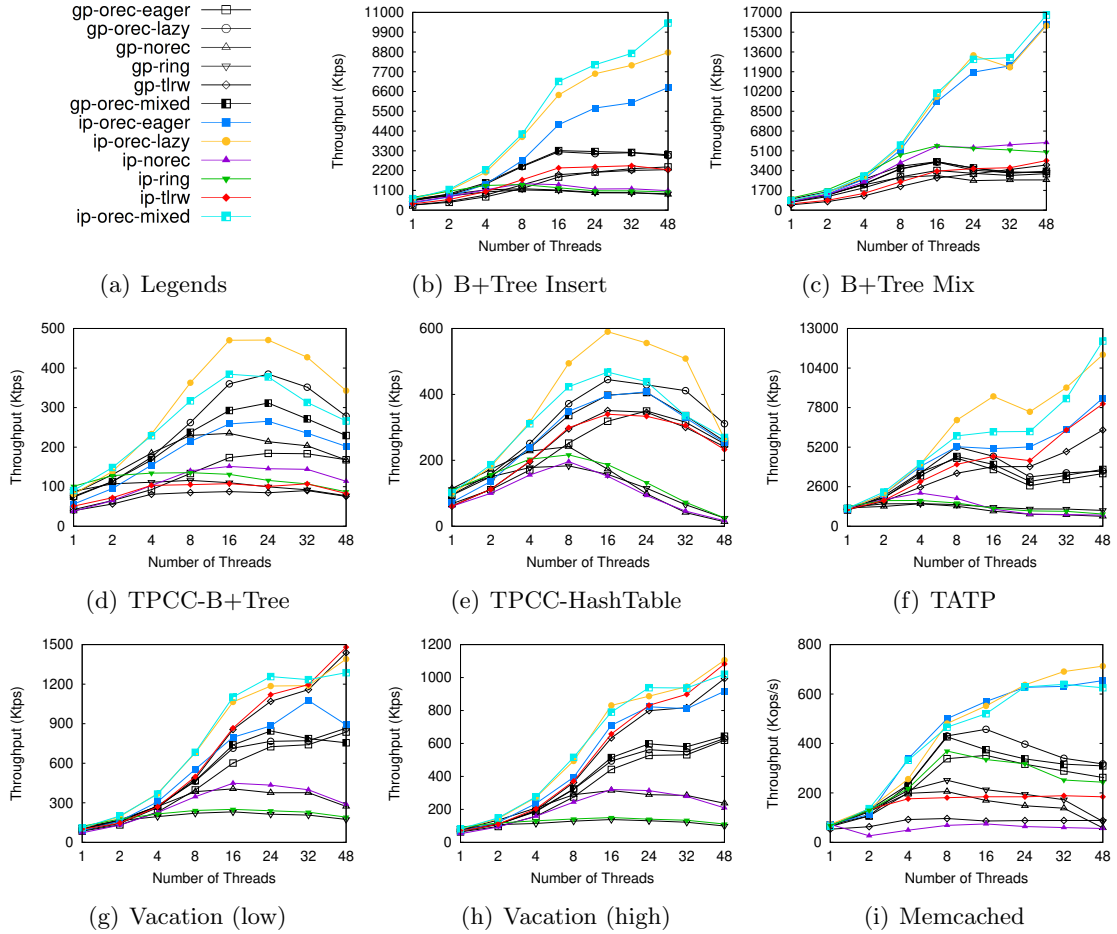 gp-orec-eager
gp-orec-lazy
gp-norec
gp-ring
gp-tlrw
gp-orec-mixed
ip-orec-eager
ip-orec-lazy
ip-norec
ip-ring
ip-tlrw
ip-orec-mixed
(a) Legends
Throughput (Ktps)
11000
9900
8800
7700
6600
5500
4400
3300
2200
1100
0
1 2 4 8 16 24 32 48
Number of Threads
(b) B+Tree Insert
Throughput (Ktps)
17000
15300
13600
11900
10200
8500
6800
5100
3400
1700
0
1 2 4 8 16 24 32 48
Number of Threads
(c) B+Tree Mix
Throughput (Ktps)
500
400
300
200
100
0
1 2 4 8 16 24 32 48
Number of Threads
(d) TPCC-B+Tree
Throughput (Ktps)
600
400
200
0
1 2 4 8 16 24 32 48
Number of Threads
(e) TPCC-HashTable
Throughput (Ktps)
13000
10400
7800
5200
2600
0
1 2 4 8 16 24 32 48
Number of Threads
(f) TATP
Throughput (Ktps)
1500
1200
900
600
300
0
1 2 4 8 16 24 32 48
Number of Threads
(g) Vacation (low)
Throughput (Ktps)
1200
1000
800
600
400
200
0
1 2 4 8 16 24 32 48
Number of Threads
(h) Vacation (high)
Throughput (Kops/s)
800
600
400
200
0
1 2 4 8 16 24 32 48
Number of Threads
(i) Memcached